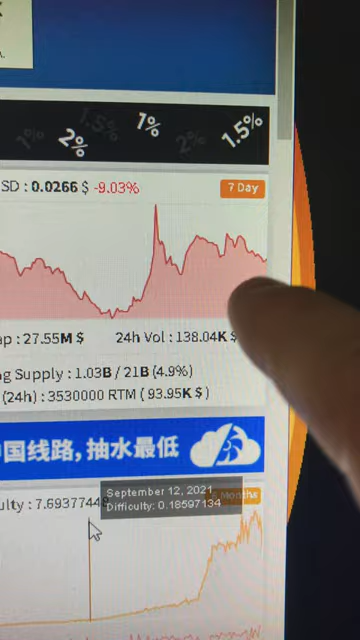 1% 2% 1.5% 1% 2% 1.5%
SD : 0.0266 $ -9.03% 7 Day
ap : 27.55M $ 24h Vol : 138.04K $
g Supply : 1.03B / 21B (4.9%)
(24h) : 3530000 RTM ( 93.95K $ )
国线路,抽水最低
ulty : 7.69377448 Months
September 12, 2021
Difficulty: 0.18597134